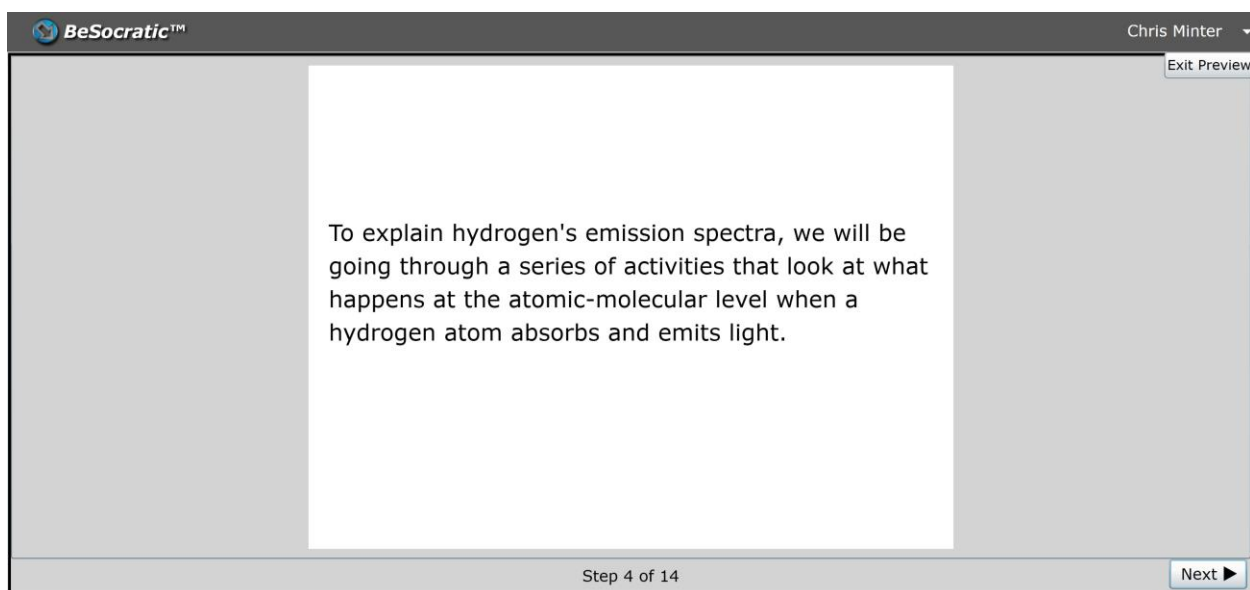 BeSocratic™
Chris Minter
Exit Preview
To explain hydrogen's emission spectra, we will be
going through a series of activities that look at what
happens at the atomic-molecular level when a
hydrogen atom absorbs and emits light.
Step 4 of 14
Next